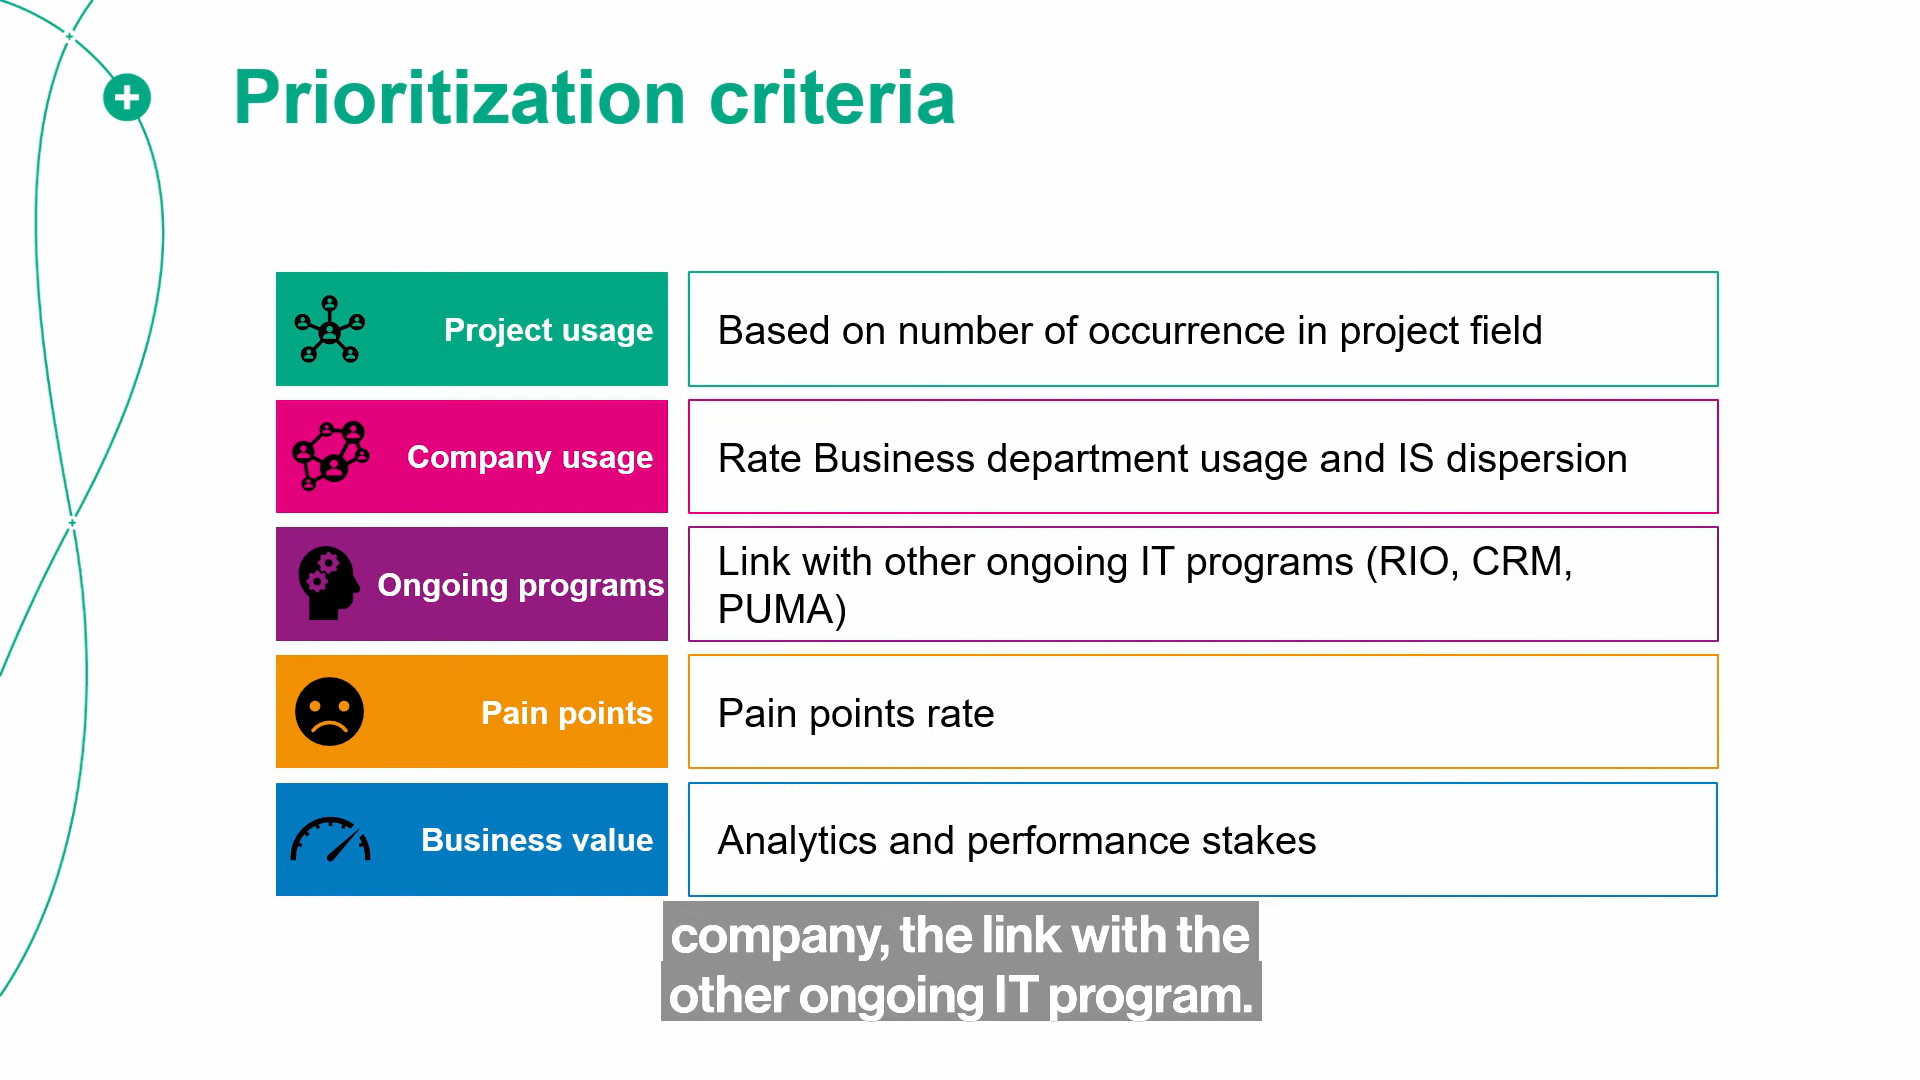 Prioritization criteria
Project usage
Based on number of occurrence in project field
Company usage
Rate Business department usage and IS dispersion
Ongoing programs
Link with other ongoing IT programs (RIO, CRM,
PUMA)
Pain points
Pain points rate
Business value
Analytics and performance stakes
company, the link with the
other ongoing IT program.